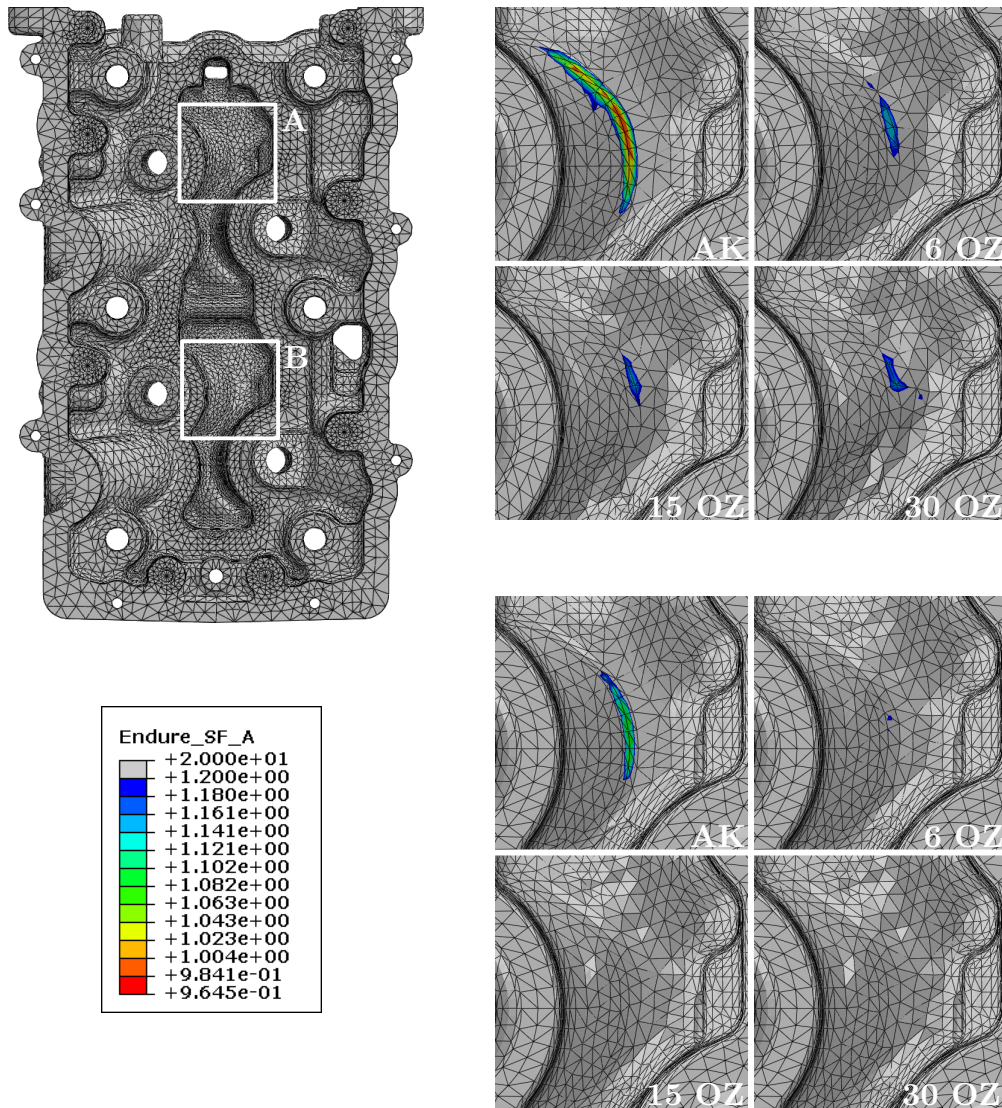 A
B
AK
6 OZ
15 OZ
30 OZ
Endure_SF_A
+2.000e+01
+1.200e+00
+1.180e+00
+1.161e+00
+1.141e+00
+1.121e+00
+1.102e+00
+1.082e+00
+1.063e+00
+1.043e+00
+1.023e+00
+1.004e+00
+9.841e-01
+9.645e-01
AK
6 OZ
15 OZ
30 OZ